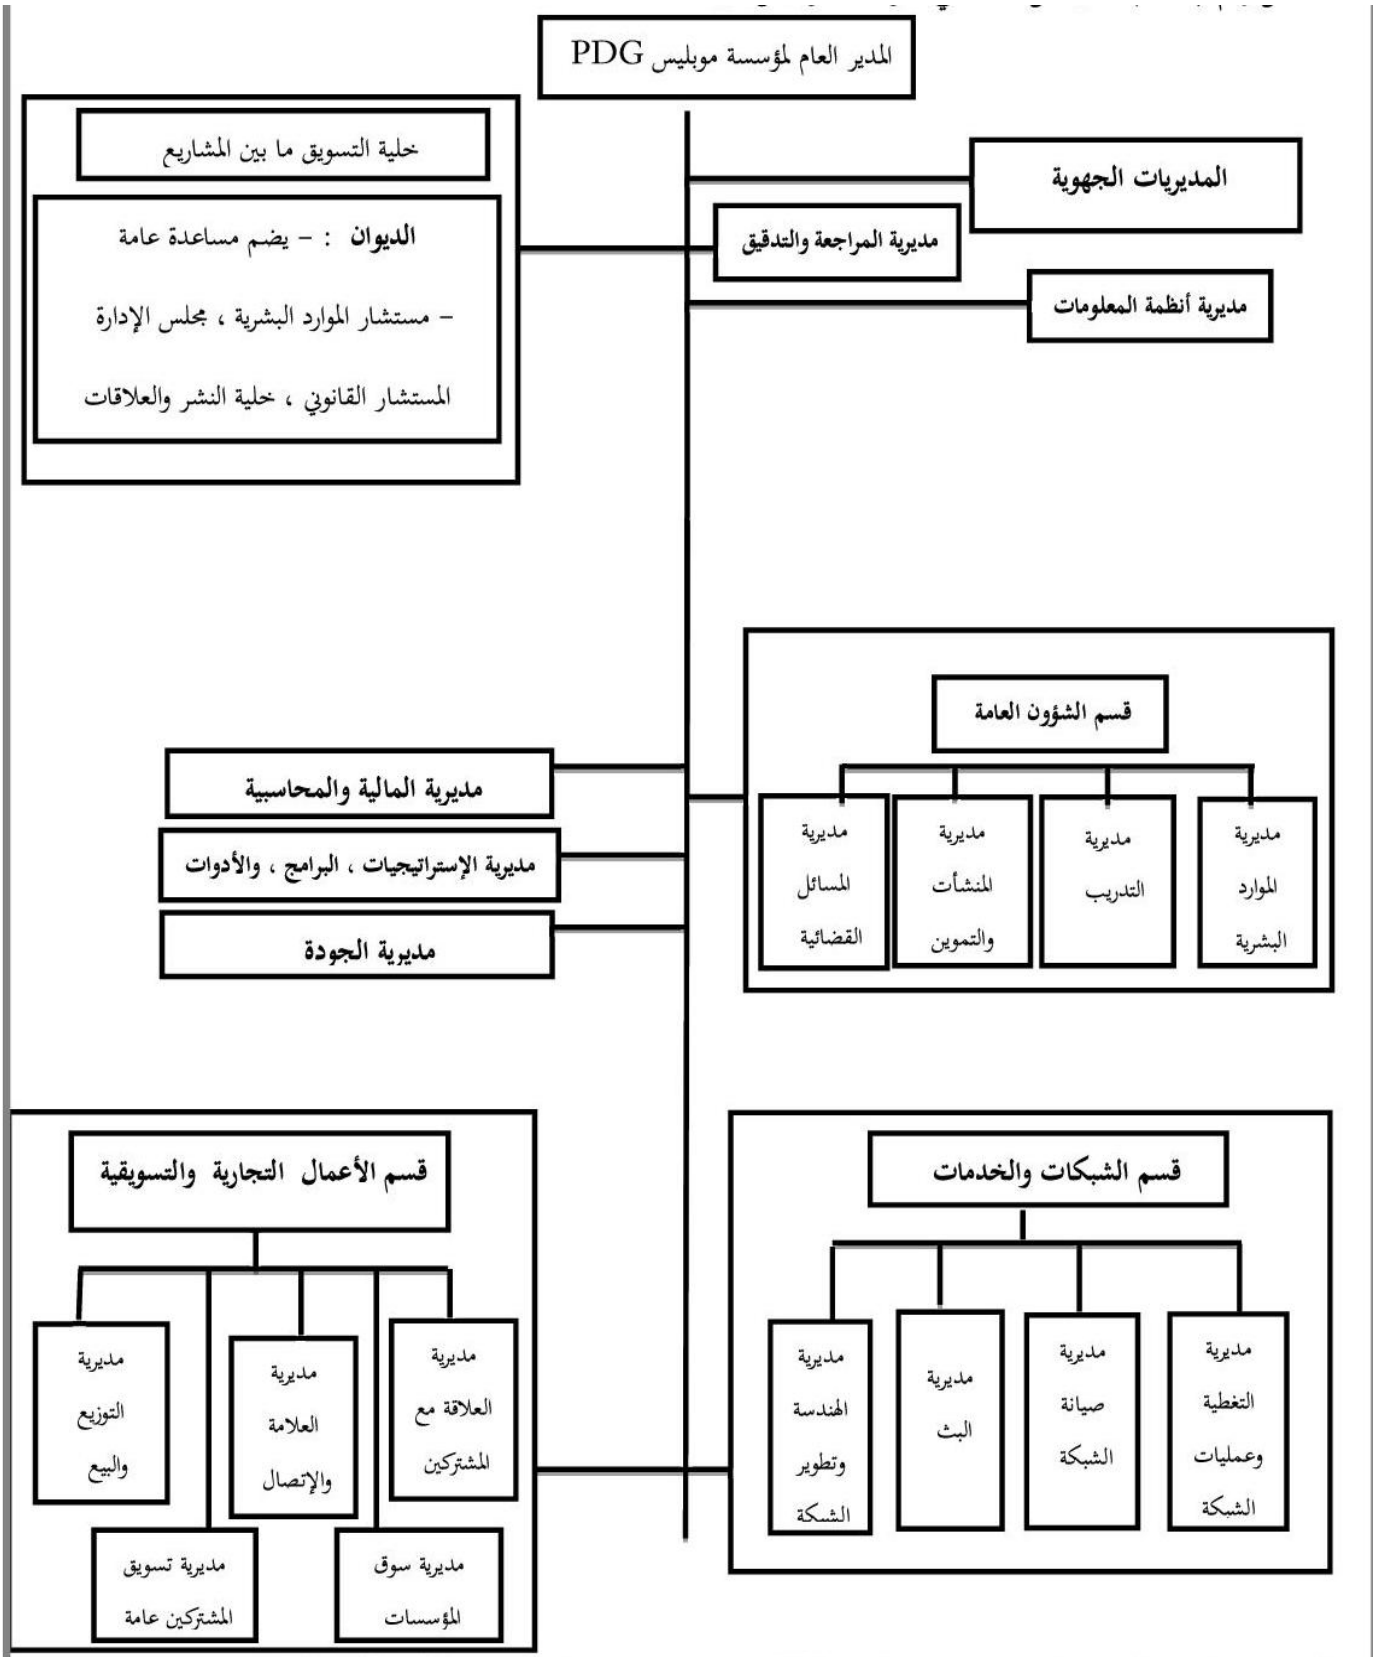 المدير العام لمؤسسة موبليس PDG
خلية التسويق ما بين المشاريع
الديوان : – يضم مساعدة عامة
– مستشار الموارد البشرية ، مجلس الإدارة
المستشار القانوني ، خلية النشر والعلاقات
المديريات الجهوية
مديرية المراجعة والتدقيق
مديرية أنظمة المعلومات
قسم الشؤون العامة
مديرية
الموارد
البشرية
مديرية
التدريب
مديرية
المنشأت
والتموين
مديرية
المسائل
القضائية
مديرية المالية والمحاسبية
مديرية الإستراتيجيات ، البرامج ، والأدوات
مديرية الجودة
قسم الشبكات والخدمات
مديرية
التغطية
وعمليات
الشبكة
مديرية
صيانة
الشبكة
مديرية
البث
مديرية
الهندسة
وتطوير
الشبكة
قسم الأعمال التجارية والتسويقية
مديرية
العلاقة مع
المشتركين
مديرية
العلامة
والإتصال
مديرية
التوزيع
والبيع
مديرية سوق
المؤسسات
مديرية تسويق
المشتركين عامة